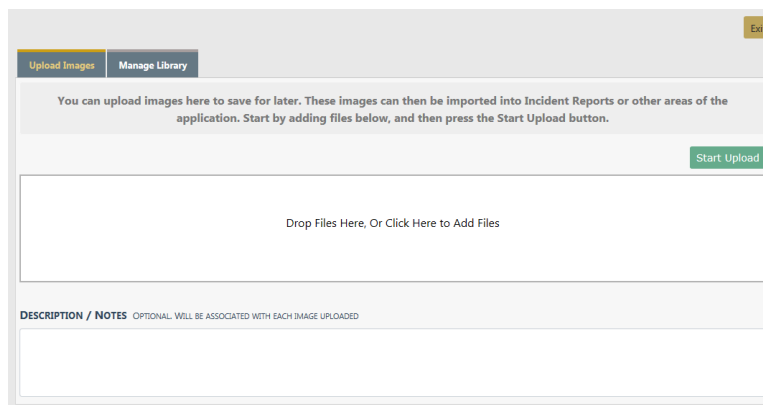 Exi
Upload Images
Manage Library
You can upload images here to save for later. These images can then be imported into Incident Reports or other areas of the
application. Start by adding files below, and then press the Start Upload button.
Start Upload
Drop Files Here, Or Click Here to Add Files
DESCRIPTION / NOTES OPTIONAL. WILL BE ASSOCIATED WITH EACH IMAGE UPLOADED